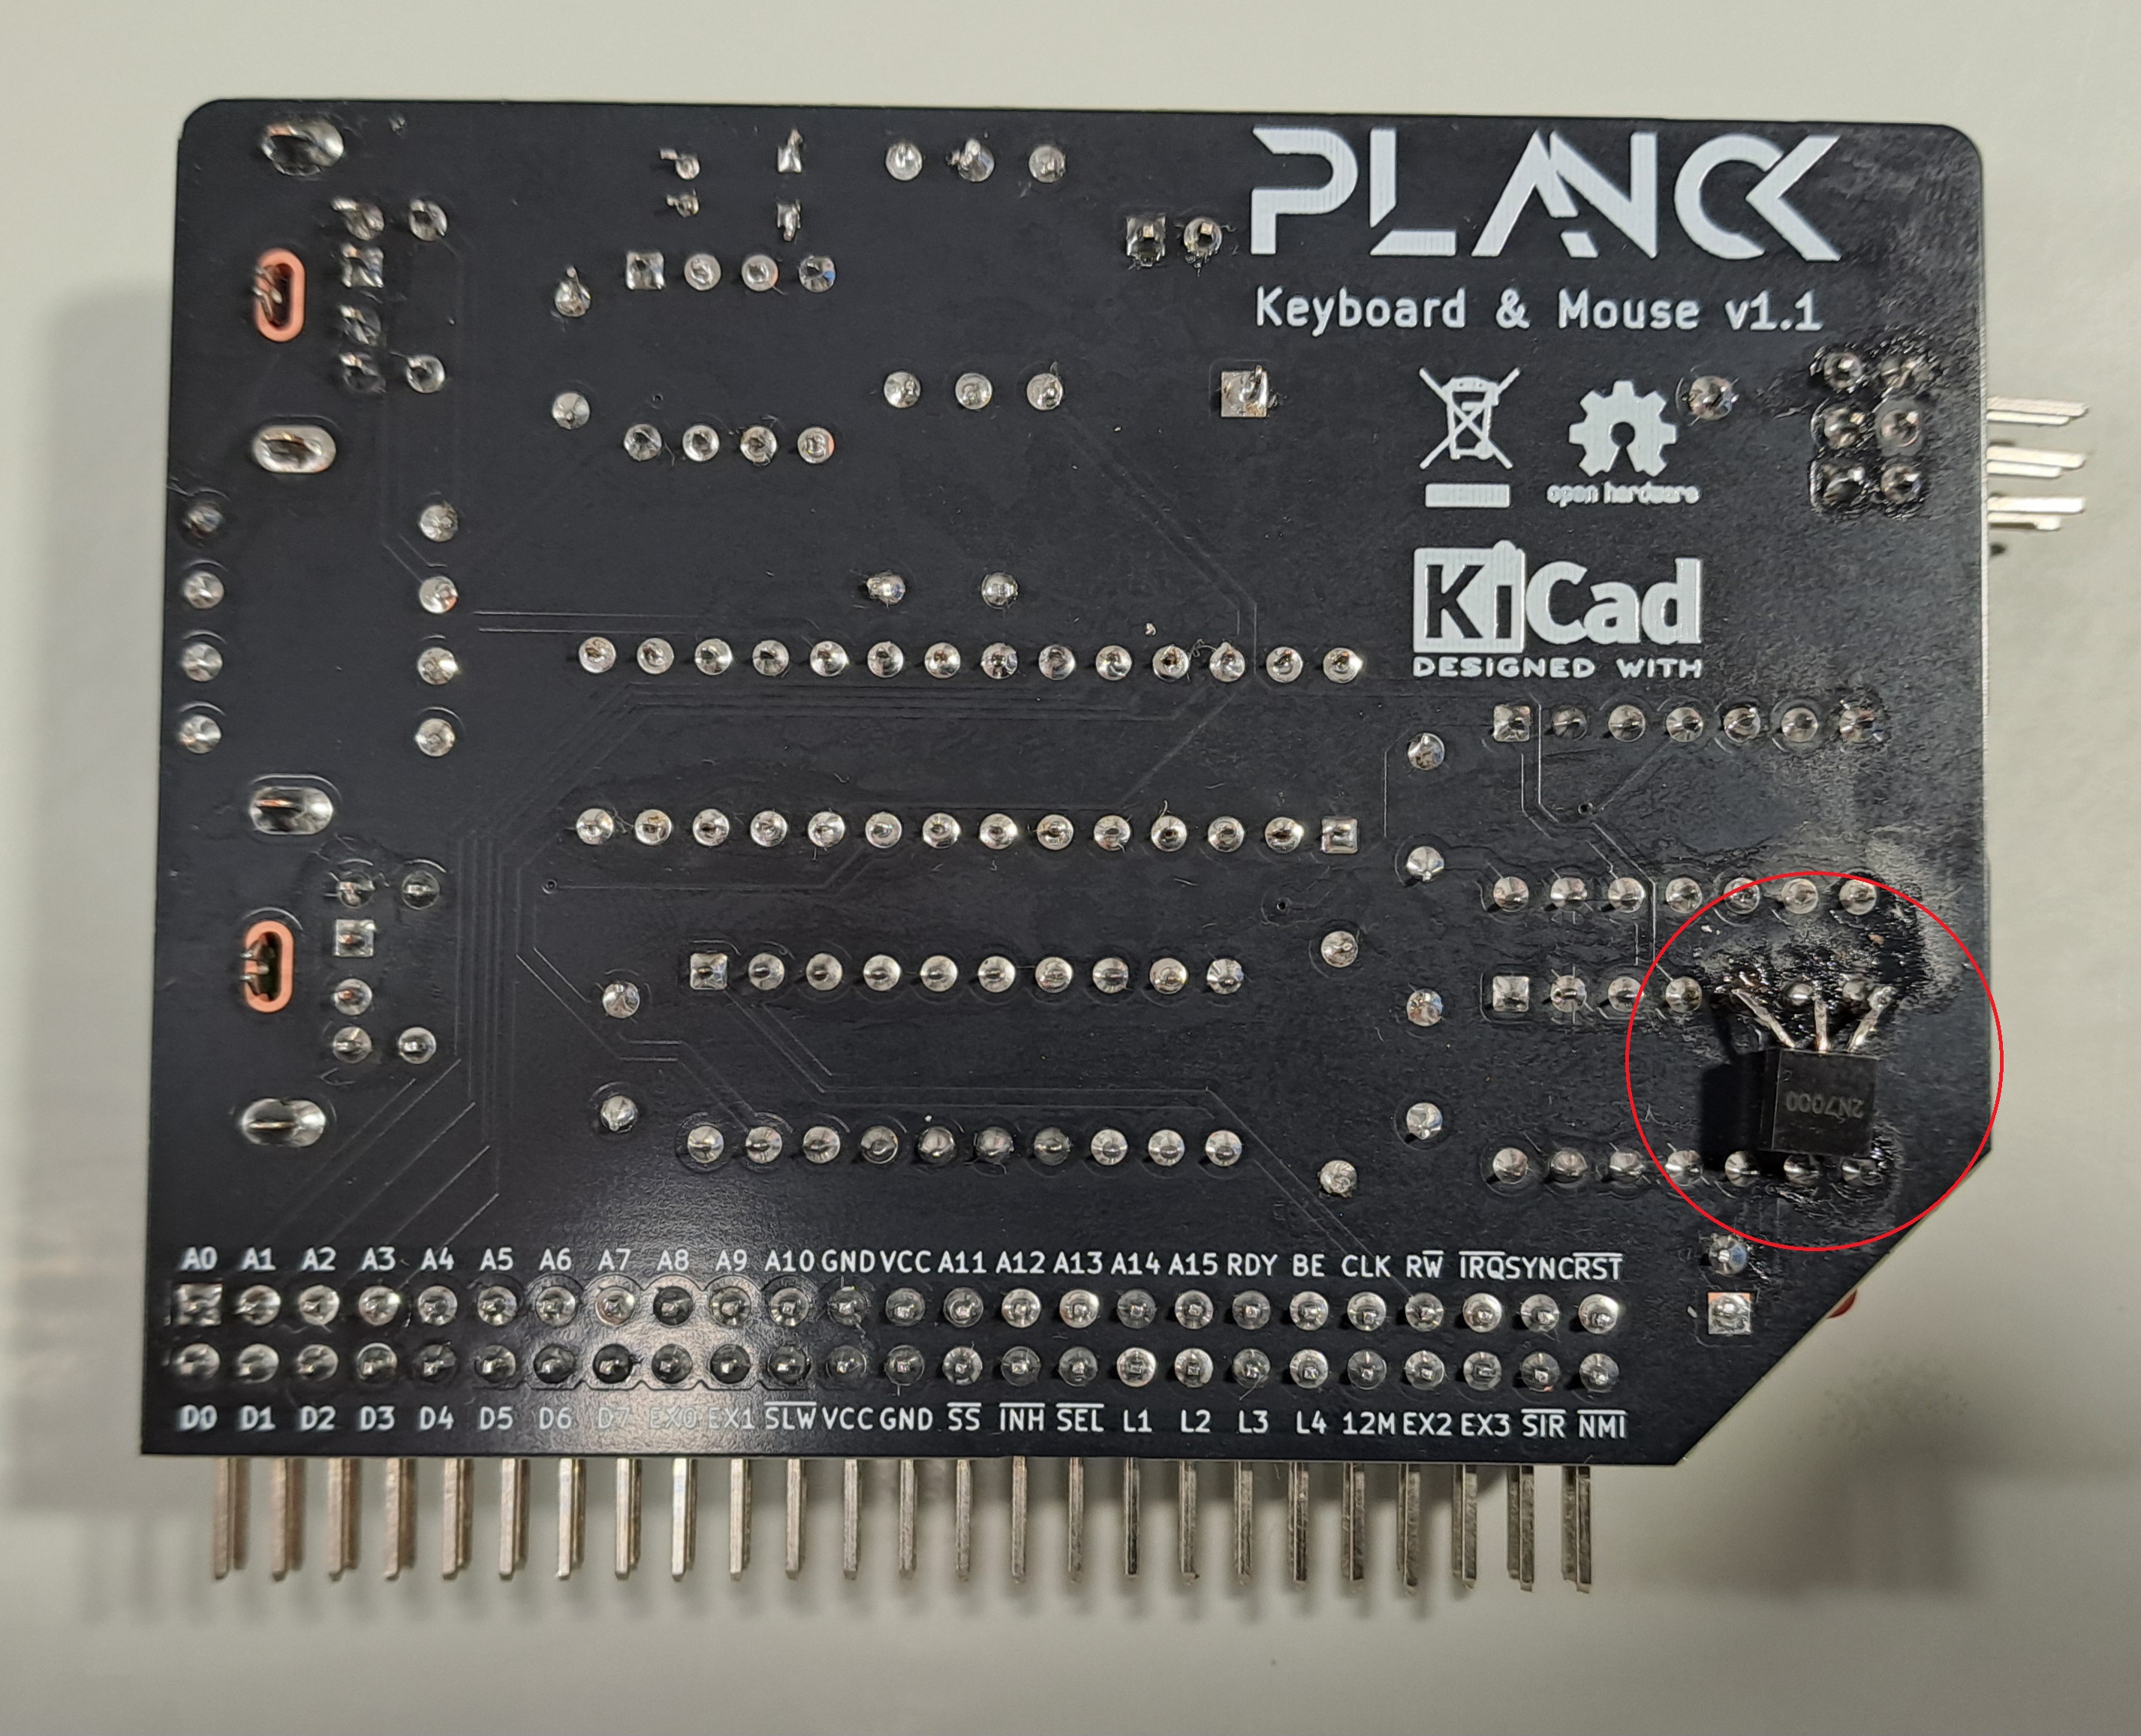 PLANCK
Keyboard & Mouse v1.1
open hardware
KiCad
DESIGNED WITH
2N7000
A0 A1 A2 A3 A4 A5 A6 A7 A8 A9 A10 GND VCC A11 A12 A13 A14 A15 RDY BE CLK RW IRQ SYNC RST
D0 D1 D2 D3 D4 D5 D6 D7 EX0 EX1 SLW VCC GND SS INH SEL L1 L2 L3 L4 12M EX2 EX3 SIR NMI